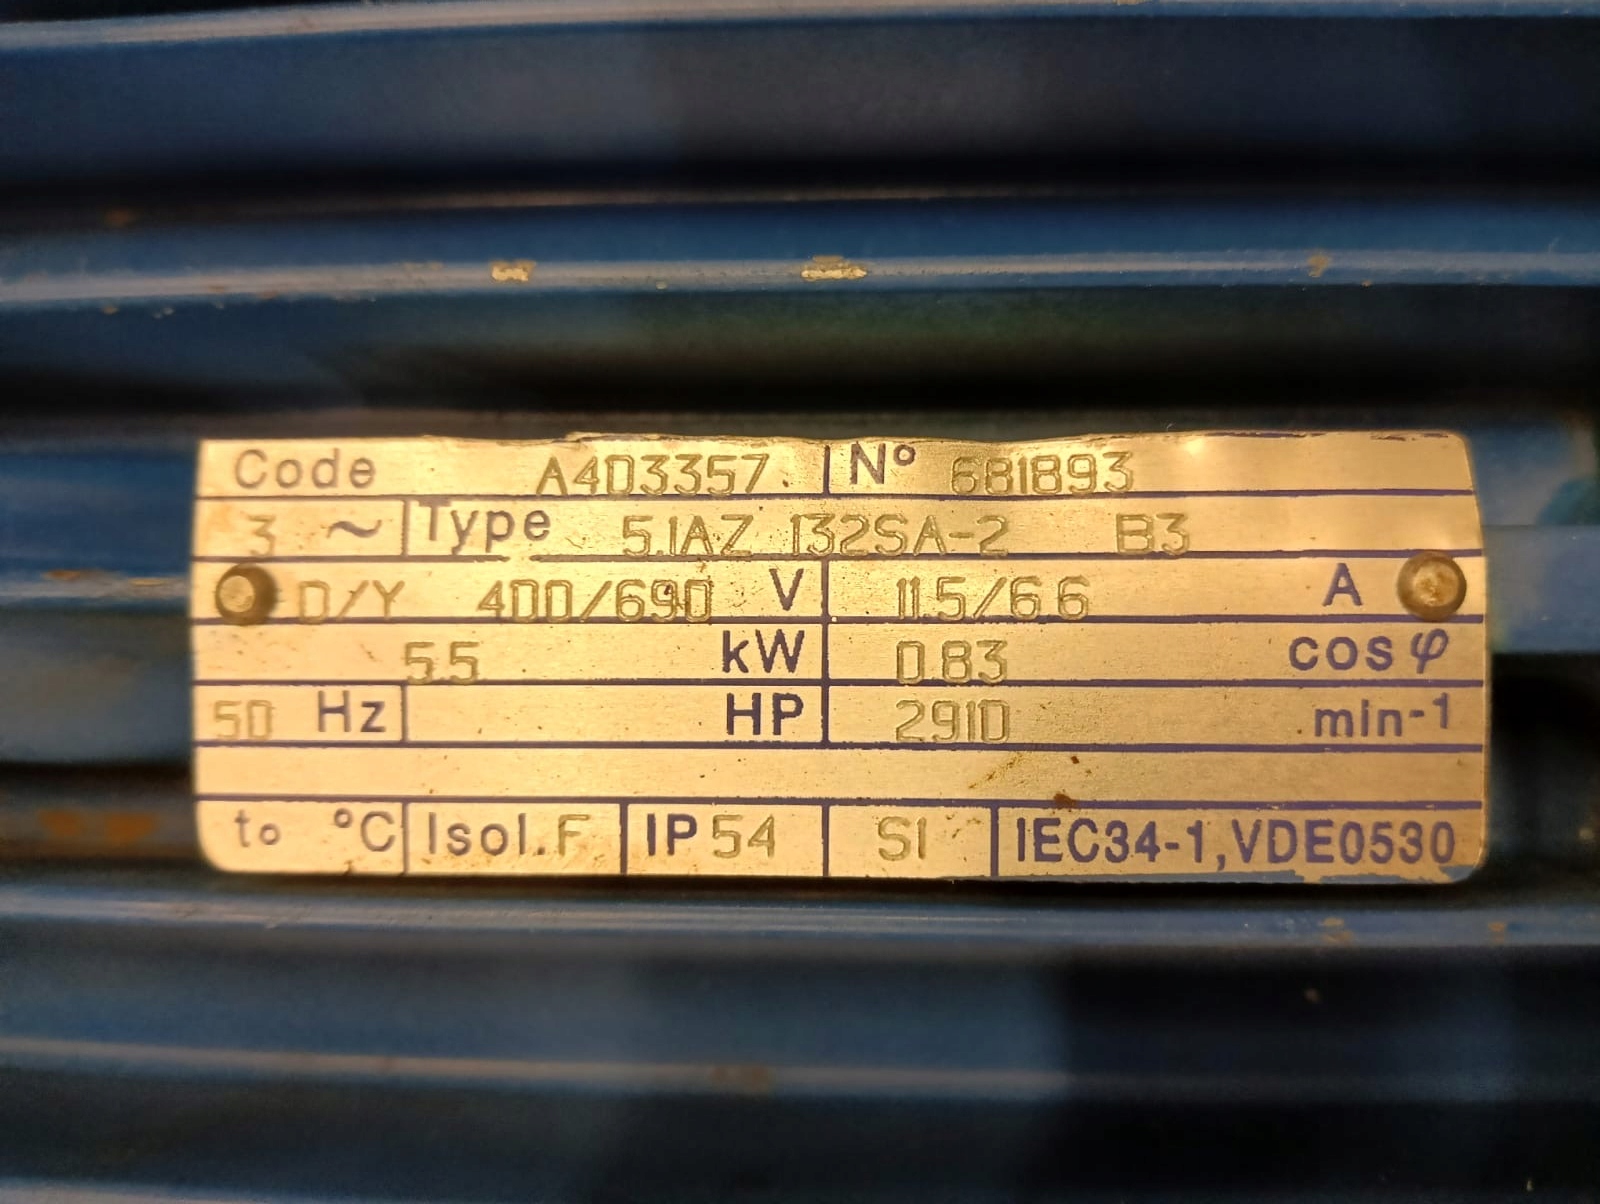 Code A403357 N° 681893
3 ~ Type 5.1AZ 132SA-2 B3
D/Y 400/690 V 11.5/6.6 A
5.5 kW 0.83 cos φ
50 Hz HP 2910 min-1
to °C Isol. F IP 54 S1 IEC34-1, VDE0530